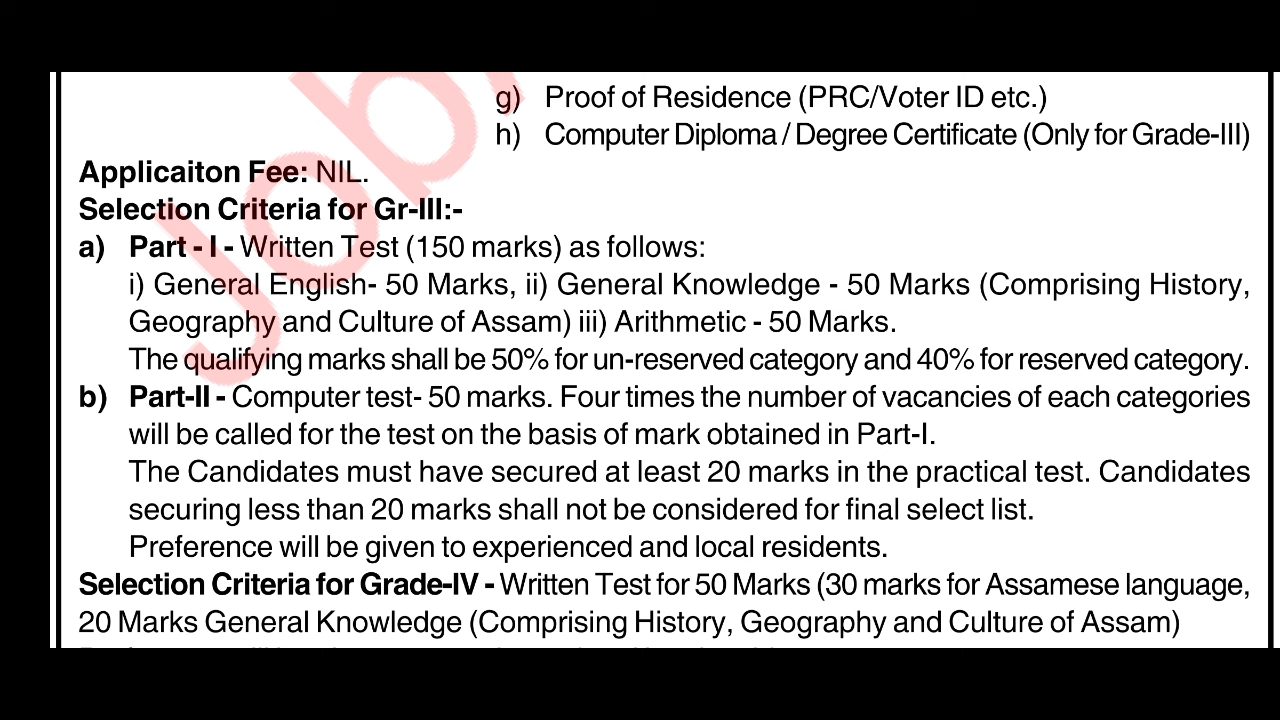 g) Proof of Residence (PRC/Voter ID etc.)
h) Computer Diploma / Degree Certificate (Only for Grade-III)
Applicaiton Fee: NIL.
Selection Criteria for Gr-III:-
a) Part - I - Written Test (150 marks) as follows:
i) General English- 50 Marks, ii) General Knowledge - 50 Marks (Comprising History,
Geography and Culture of Assam) iii) Arithmetic - 50 Marks.
The qualifying marks shall be 50% for un-reserved category and 40% for reserved category.
b) Part-II - Computer test- 50 marks. Four times the number of vacancies of each categories
will be called for the test on the basis of mark obtained in Part-I.
The Candidates must have secured at least 20 marks in the practical test. Candidates
securing less than 20 marks shall not be considered for final select list.
Preference will be given to experienced and local residents.
Selection Criteria for Grade-IV - Written Test for 50 Marks (30 marks for Assamese language,
20 Marks General Knowledge (Comprising History, Geography and Culture of Assam)
Job